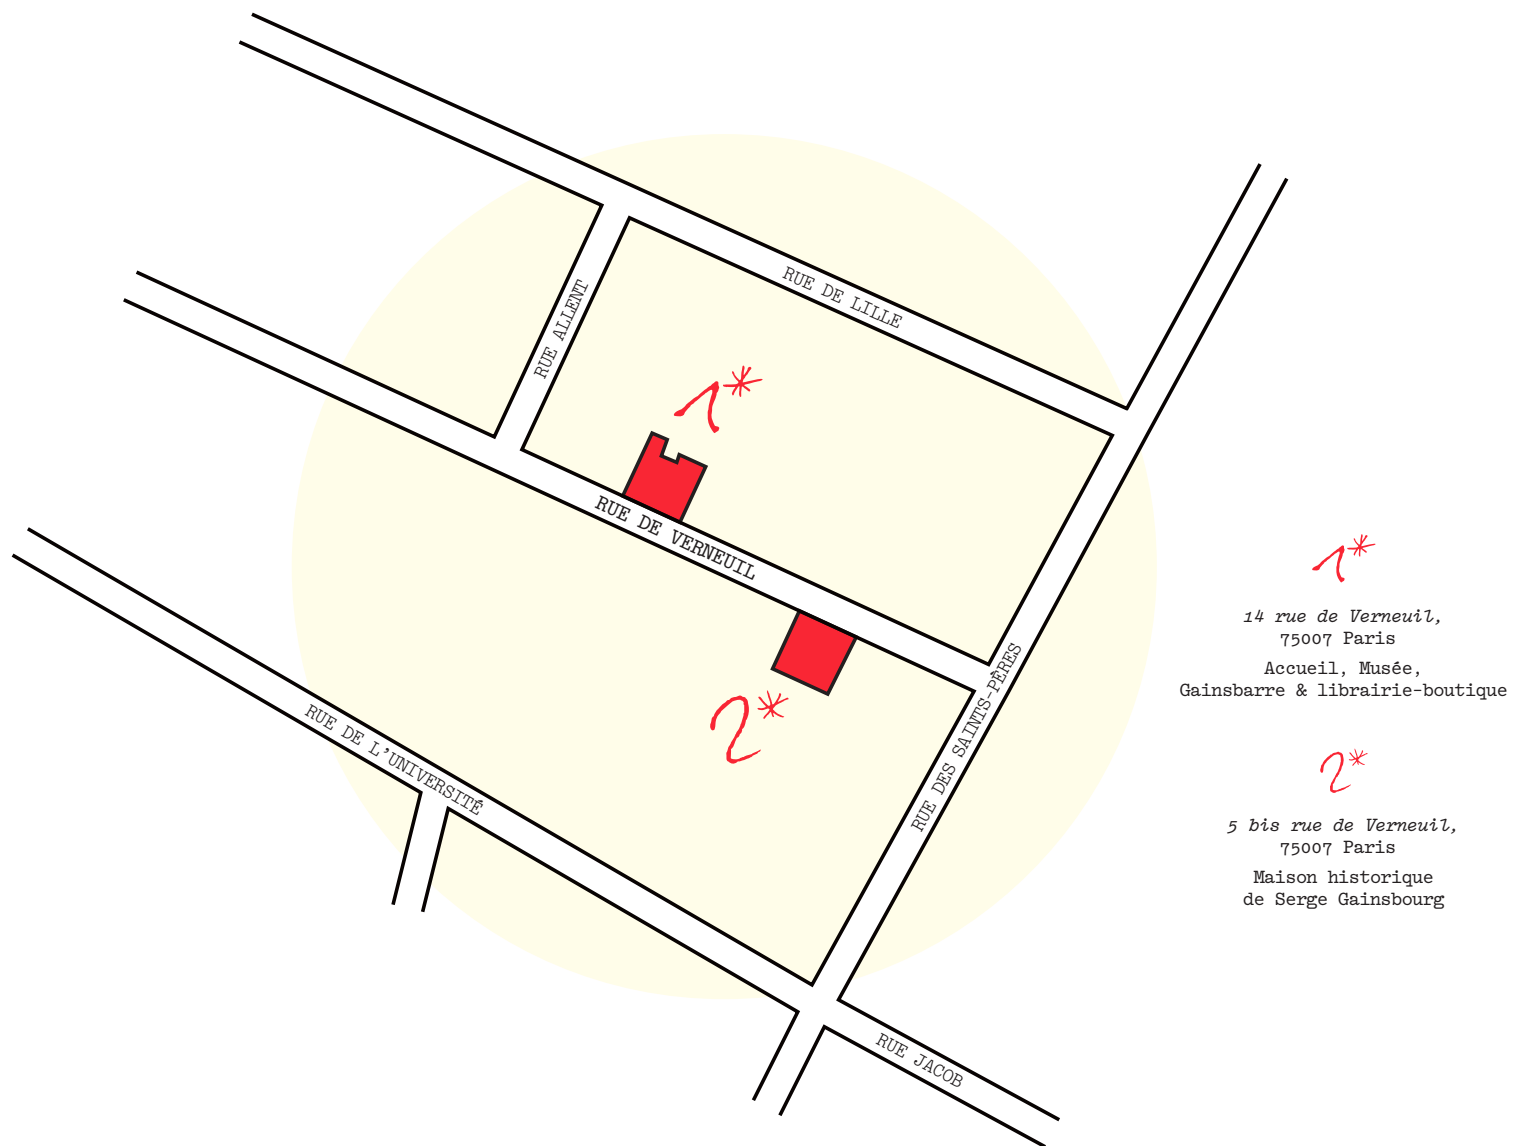 RUE DE LILLE
RUE ALLENT
1*
RUE DE VERNEUIL
2*
RUE DES SAINTS-PÈRES
RUE DE L'UNIVERSITÉ
RUE JACOB
1*
14 rue de Verneuil,
75007 Paris
Accueil, Musée,
Gainsbarre & librairie-boutique
2*
5 bis rue de Verneuil,
75007 Paris
Maison historique
de Serge Gainsbourg